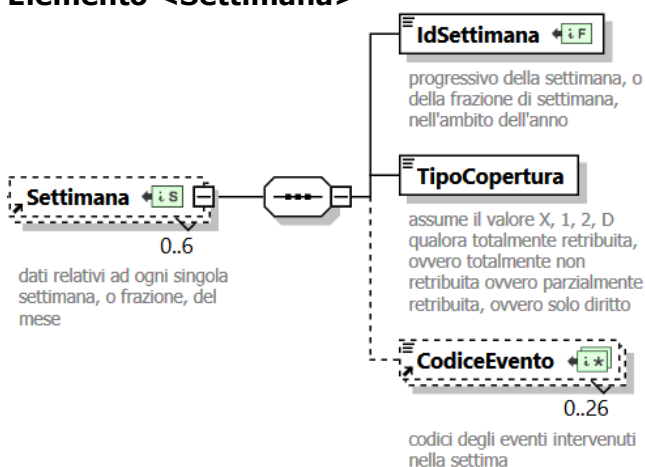 Elemento <Settimana>
IdSettimana i F
progressivo della settimana, o
della frazione di settimana,
nell'ambito dell'anno
Settimana i S
0..6
dati relativi ad ogni singola
settimana, o frazione, del
mese
TipoCopertura
assume il valore X, 1, 2, D
qualora totalmente retribuita,
ovvero totalmente non
retribuita ovvero parzialmente
retribuita, ovvero solo diritto
CodiceEvento i *
0..26
codici degli eventi intervenuti
nella settima